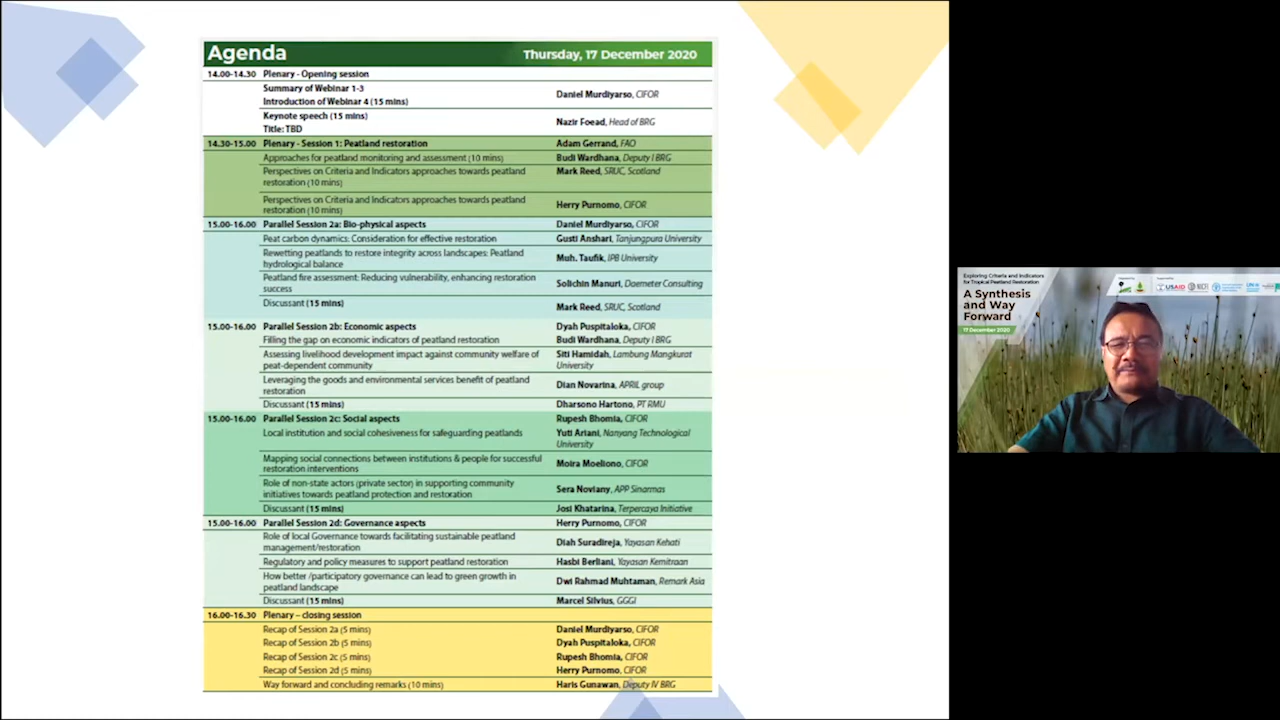 Agenda Thursday, 17 December 2020
14.00-14.30 Plenary - Opening session
Summary of Webinar 1-3
Introduction of Webinar 4 (15 mins)
Daniel Murdiyarso, CIFOR
Keynote speech (15 mins)
Title: TBD
Nazir Foead, Head of BRG
14.30-15.00 Plenary - Session 1: Peatland restoration Adam Gerrand, FAO
Approaches for peatland monitoring and assessment (10 mins) Budi Wardhana, Deputy I BRG
Perspectives on Criteria and Indicators approaches towards peatland
restoration (10 mins)
Mark Reed, SRUC, Scotland
Perspectives on Criteria and Indicators approaches towards peatland
restoration (10 mins)
Herry Purnomo, CIFOR
15.00-16.00 Parallel Session 2a: Bio-physical aspects Daniel Murdiyarso, CIFOR
Peat carbon dynamics: Consideration for effective restoration Gusti Anshari, Tanjungpura University
Rewetting peatlands to restore integrity across landscapes: Peatland
hydrological balance
Muh. Taufik, IPB University
Peatland fire assessment: Reducing vulnerability, enhancing restoration
success
Solichin Manuri, Daemeter Consulting
Discussant (15 mins) Mark Reed, SRUC, Scotland
15.00-16.00 Parallel Session 2b: Economic aspects Dyah Puspitaloka, CIFOR
Filling the gap on economic indicators of peatland restoration Budi Wardhana, Deputy I BRG
Assessing livelihood development impact against community welfare of
peat-dependent community
Siti Hamidah, Lambung Mangkurat
University
Leveraging the goods and environmental services benefit of peatland
restoration
Dian Novarina, APRIL group
Discussant (15 mins) Dharsono Hartono, PT RMU
15.00-16.00 Parallel Session 2c: Social aspects Rupesh Bhomia, CIFOR
Local institution and social cohesiveness for safeguarding peatlands Yuti Ariani, Nanyang Technological
University
Mapping social connections between institutions & people for successful
restoration interventions
Moira Moeliono, CIFOR
Role of non-state actors (private sector) in supporting community
initiatives towards peatland protection and restoration
Sera Noviany, APP Sinarmas
Discussant (15 mins) Josi Khatarina, Terpercaya Initiative
15.00-16.00 Parallel Session 2d: Governance aspects Herry Purnomo, CIFOR
Role of local Governance towards facilitating sustainable peatland
management/restoration
Diah Suradireja, Yayasan Kehati
Regulatory and policy measures to support peatland restoration Hasbi Berliani, Yayasan Kemitraan
How better /participatory governance can lead to green growth in
peatland landscape
Dwi Rahmad Muhtaman, Remark Asia
Discussant (15 mins) Marcel Silvius, GGGI
16.00-16.30 Plenary – closing session
Recap of Session 2a (5 mins) Daniel Murdiyarso, CIFOR
Recap of Session 2b (5 mins) Dyah Puspitaloka, CIFOR
Recap of Session 2c (5 mins) Rupesh Bhomia, CIFOR
Recap of Session 2d (5 mins) Herry Purnomo, CIFOR
Way forward and concluding remarks (10 mins) Haris Gunawan, Deputy IV BRG
Exploring Criteria and Indicators
for Tropical Peatland Restoration
A Synthesis
and Way
Forward
17 December 2020
USAID